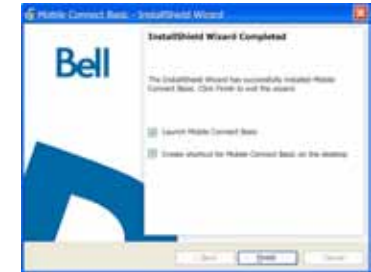 Mobile Connect Basic - InstallShield Wizard
InstallShield Wizard Completed
Bell
The InstallShield Wizard has successfully installed Mobile
Connect Basic. Click Finish to exit the wizard.
Launch Mobile Connect Basic
Create shortcut for Mobile Connect Basic on the desktop
< Back
Finish
Cancel